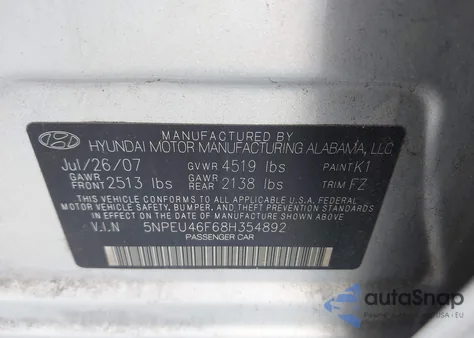 MANUFACTURED BY
HYUNDAI MOTOR MANUFACTURING ALABAMA, LLC
Jul/26/07 GVWR 4519 lbs PAINT K1
GAWR FRONT 2513 lbs GAWR REAR 2138 lbs TRIM FZ
THIS VEHICLE CONFORMS TO ALL APPLICABLE U.S.A. FEDERAL
MOTOR VEHICLE SAFETY, BUMPER, AND THEFT PREVENTION
STANDARDS IN EFFECT ON THE DATE OF MANUFACTURE SHOWN
ABOVE.
V.I.N 5NPEU46F68H354892
PASSENGER CAR
autoSnap
USA - EU